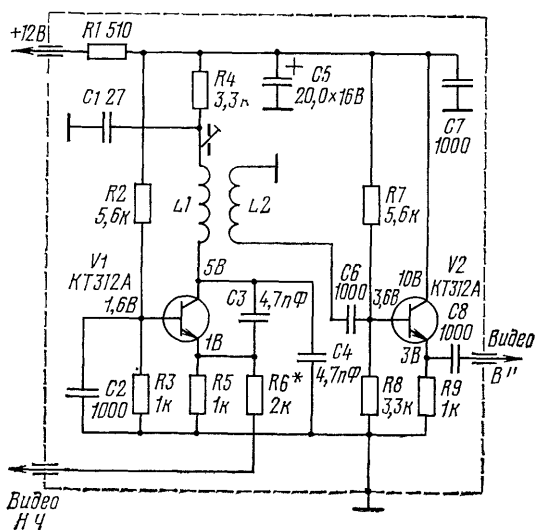 +12В
R1 510
R4
3,3к
+
C5
20,0×16В
C1 27
C7
1000
R2
5,6к
L1
L2
R7
5,6к
V1
КТ312А
1,6В
5В
C3
4,7пФ
1В
C6
1000
3,6В
10В
V2
КТ312А
C8
1000
3В
Видео
В"
C2
1000
R3
1к
R5
1к
R6*
2к
C4
4,7пФ
R8
3,3к
R9
1к
Видео
НЧ